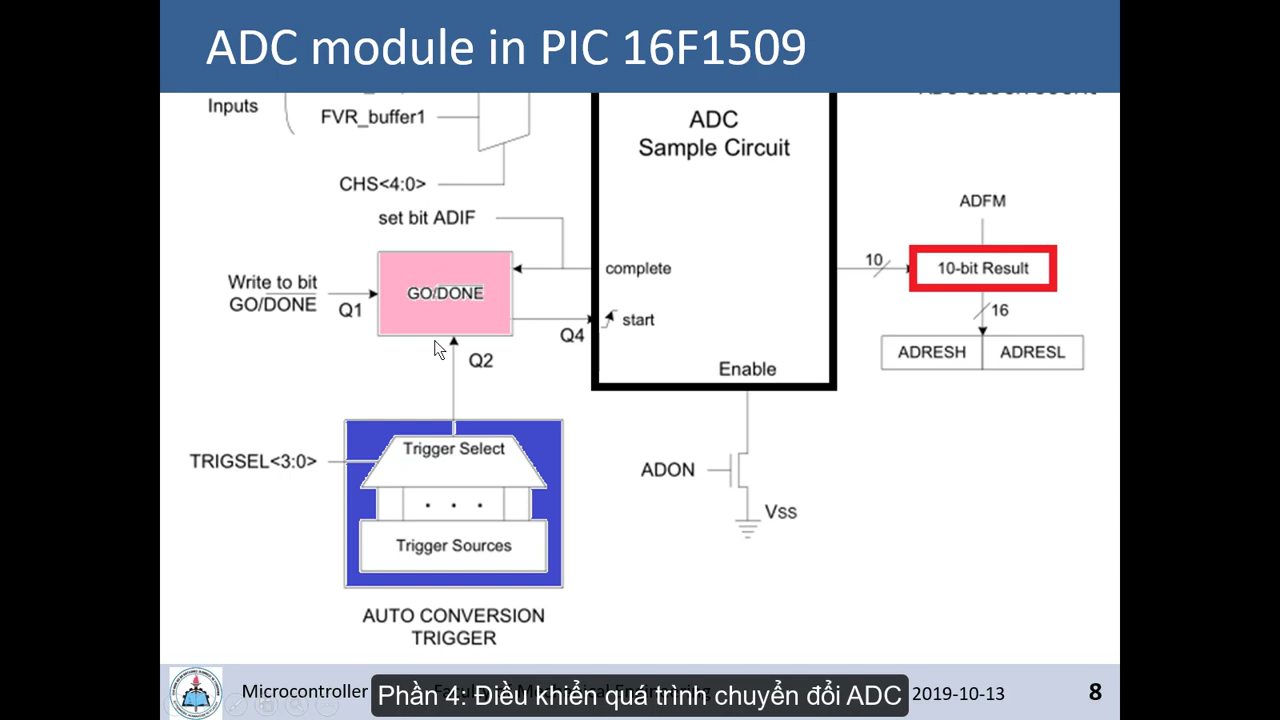 ADC module in PIC 16F1509
Inputs
FVR_buffer1
CHS<4:0>
ADC
Sample Circuit
set bit ADIF
ADFM
complete
10
10-bit Result
Write to bit
GO/DONE
Q1
GO/DONE
start
Q4
16
Q2
Enable
ADRESH
ADRESL
TRIGSEL<3:0>
Trigger Select
ADON
Vss
. . .
Trigger Sources
AUTO CONVERSION
TRIGGER
Microcontroller
Phần 4: Điều khiển quá trình chuyển đổi ADC
2019-10-13
8